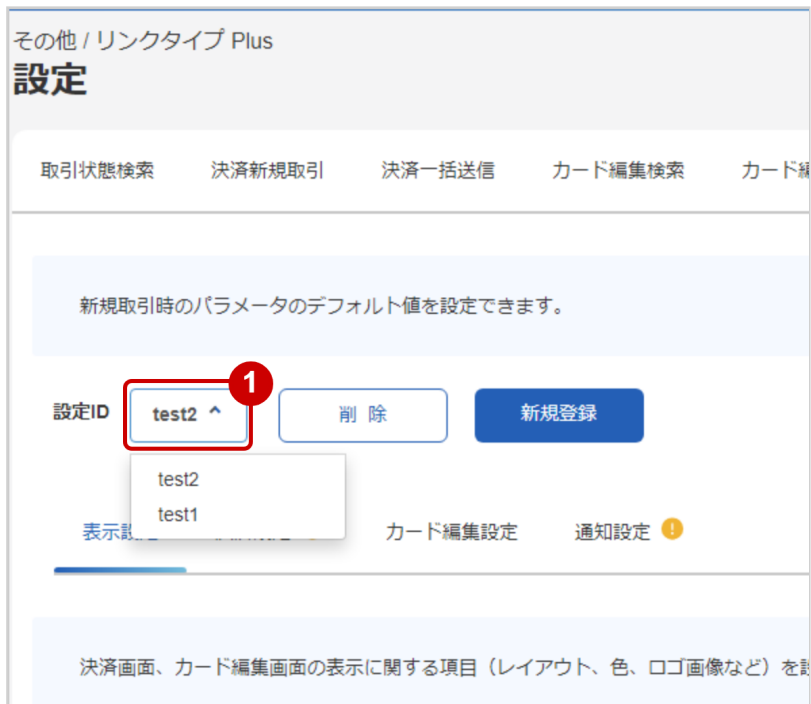 その他 / リンクタイプ Plus
設定
取引状態検索 決済新規取引 決済一括送信 カード編集検索 カード
新規取引時のパラメータのデフォルト値を設定できます。
1
設定ID test2 削 除 新規登録
test2
test1
表示設 カード編集設定 通知設定 !
決済画面、カード編集画面の表示に関する項目（レイアウト、色、ロゴ画像など）を